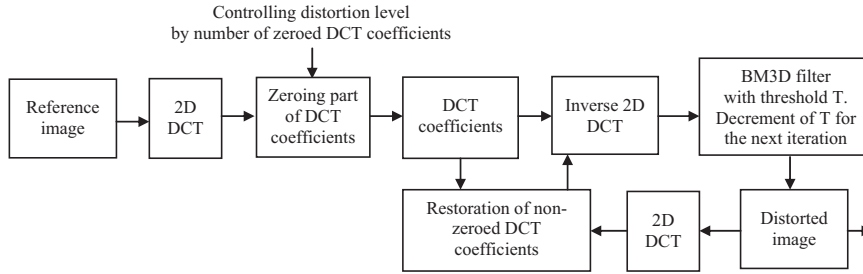 Controlling distortion level
by number of zeroed DCT coefficients
Reference
image
2D
DCT
Zeroing part
of DCT
coefficients
DCT
coefficients
Inverse 2D
DCT
BM3D filter
with threshold T.
Decrement of T for
the next iteration
Restoration of non-
zeroed DCT
coefficients
2D
DCT
Distorted
image